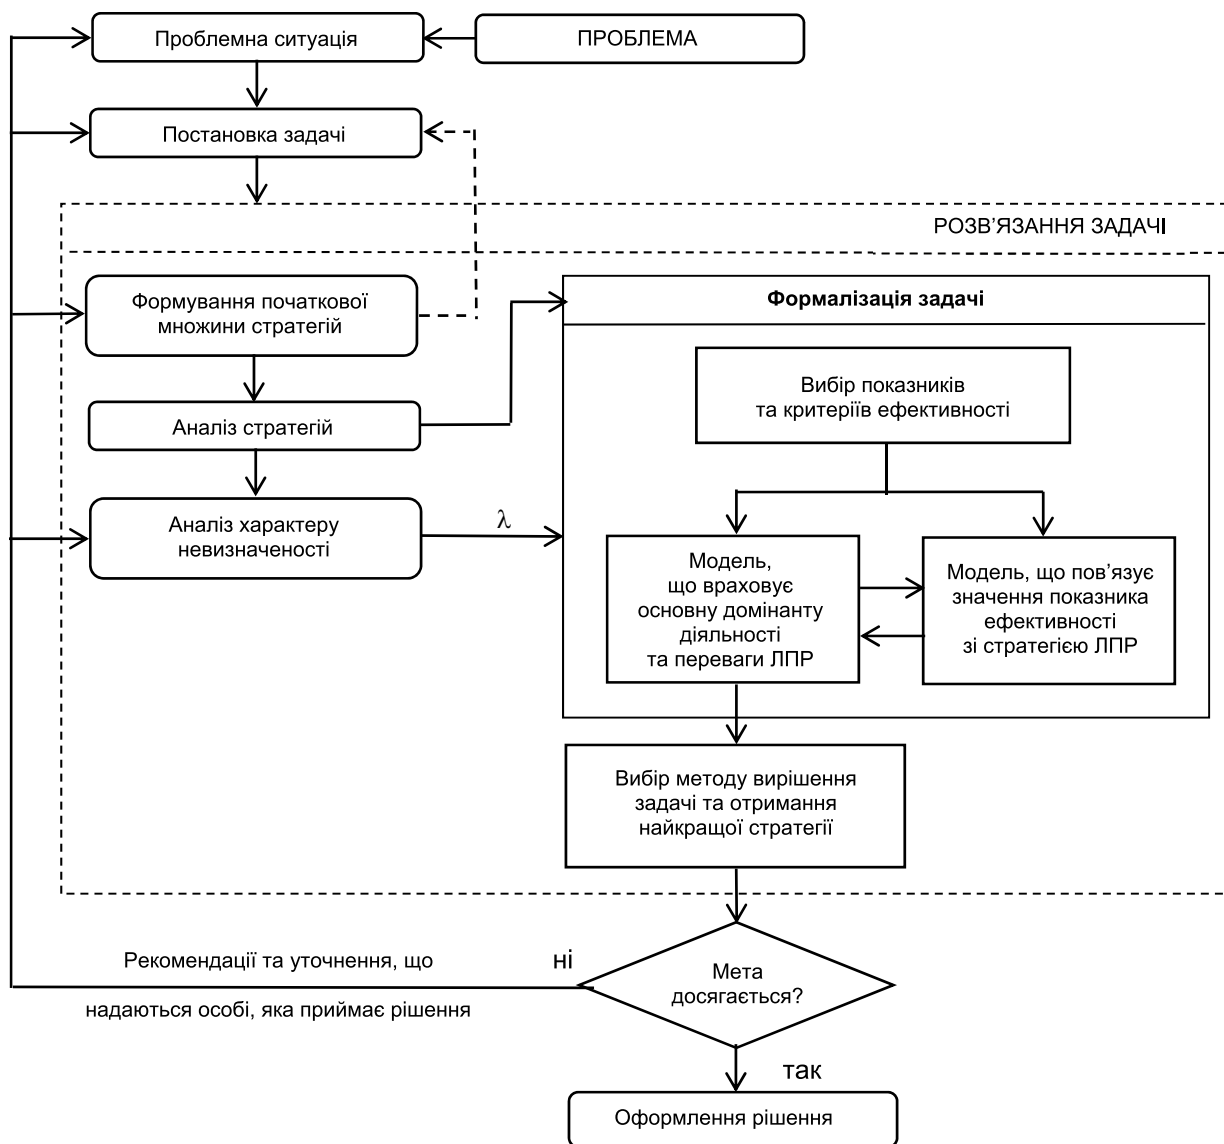 Проблемна ситуація
ПРОБЛЕМА
Постановка задачі
РОЗВ’ЯЗАННЯ ЗАДАЧІ
Формування початкової
множини стратегій
Формалізація задачі
Вибір показників
та критеріїв ефективності
Аналіз стратегій
Аналіз характеру
невизначеності
λ
Модель,
що враховує
основну домінанту
діяльності
та переваги ЛПР
Модель, що пов’язує
значення показника
ефективності
зі стратегією ЛПР
Вибір методу вирішення
задачі та отримання
найкращої стратегії
Рекомендації та уточнення, що
надаються особі, яка приймає рішення
ні
Мета
досягається?
так
Оформлення рішення